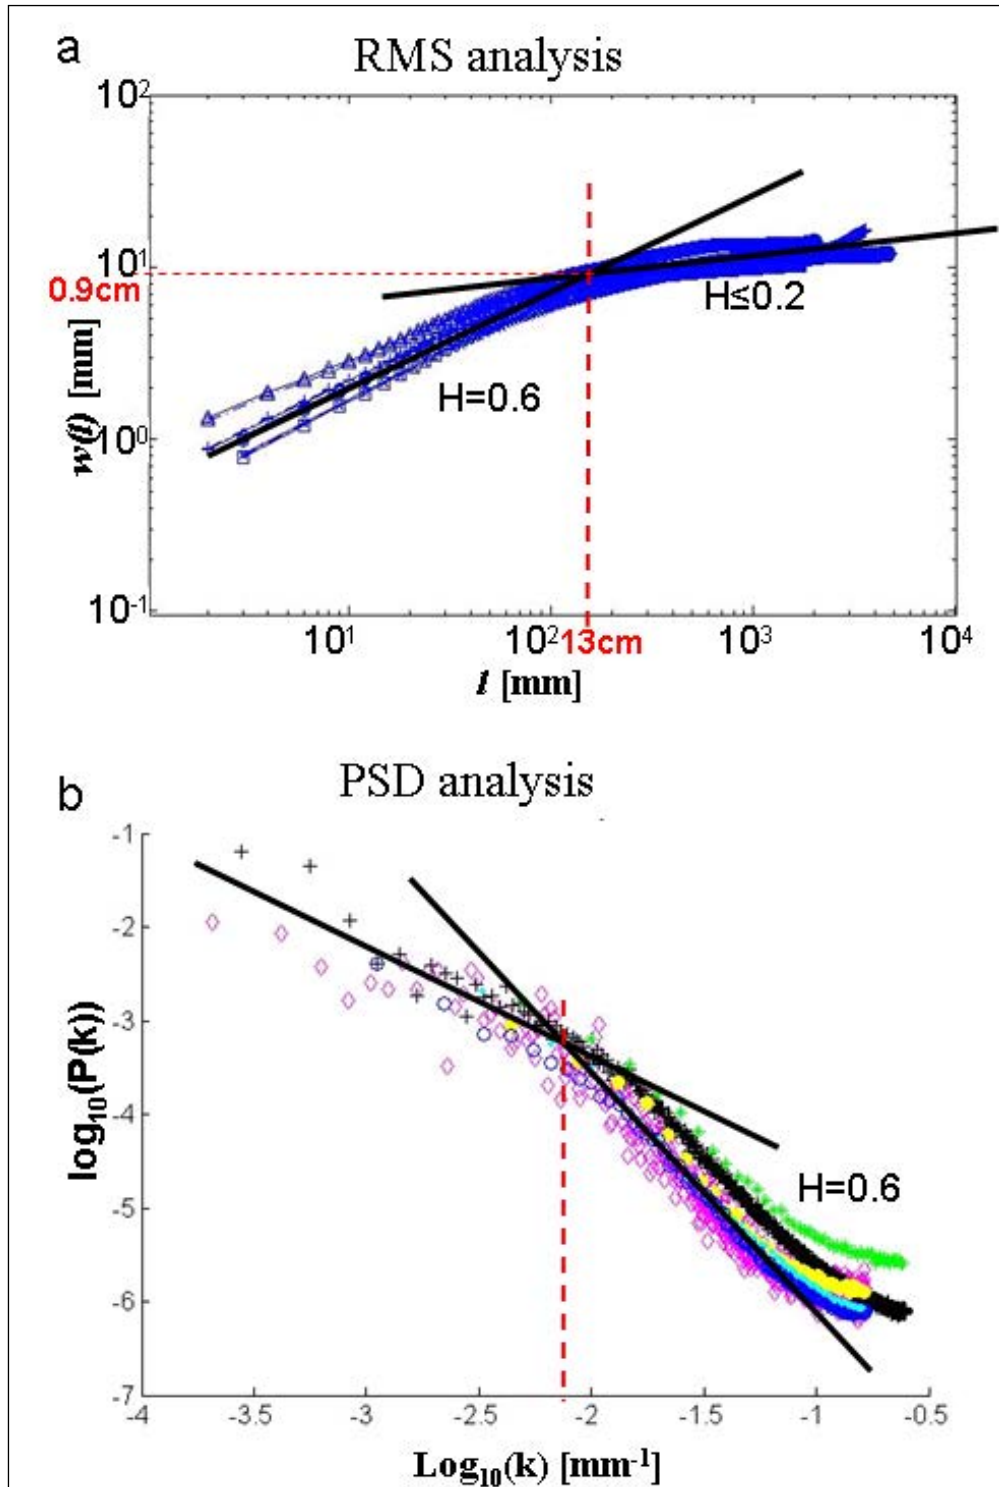 a
RMS analysis
10²
10¹
0.9cm
10⁰
10⁻¹
w(l) [mm]
H≤0.2
H=0.6
10¹
10²
13cm
10³
10⁴
l [mm]
b
PSD analysis
-1
-2
-3
-4
-5
-6
-7
log₁₀(P(k))
H=0.6
-4
-3.5
-3
-2.5
-2
-1.5
-1
-0.5
Log₁₀(k) [mm⁻¹]